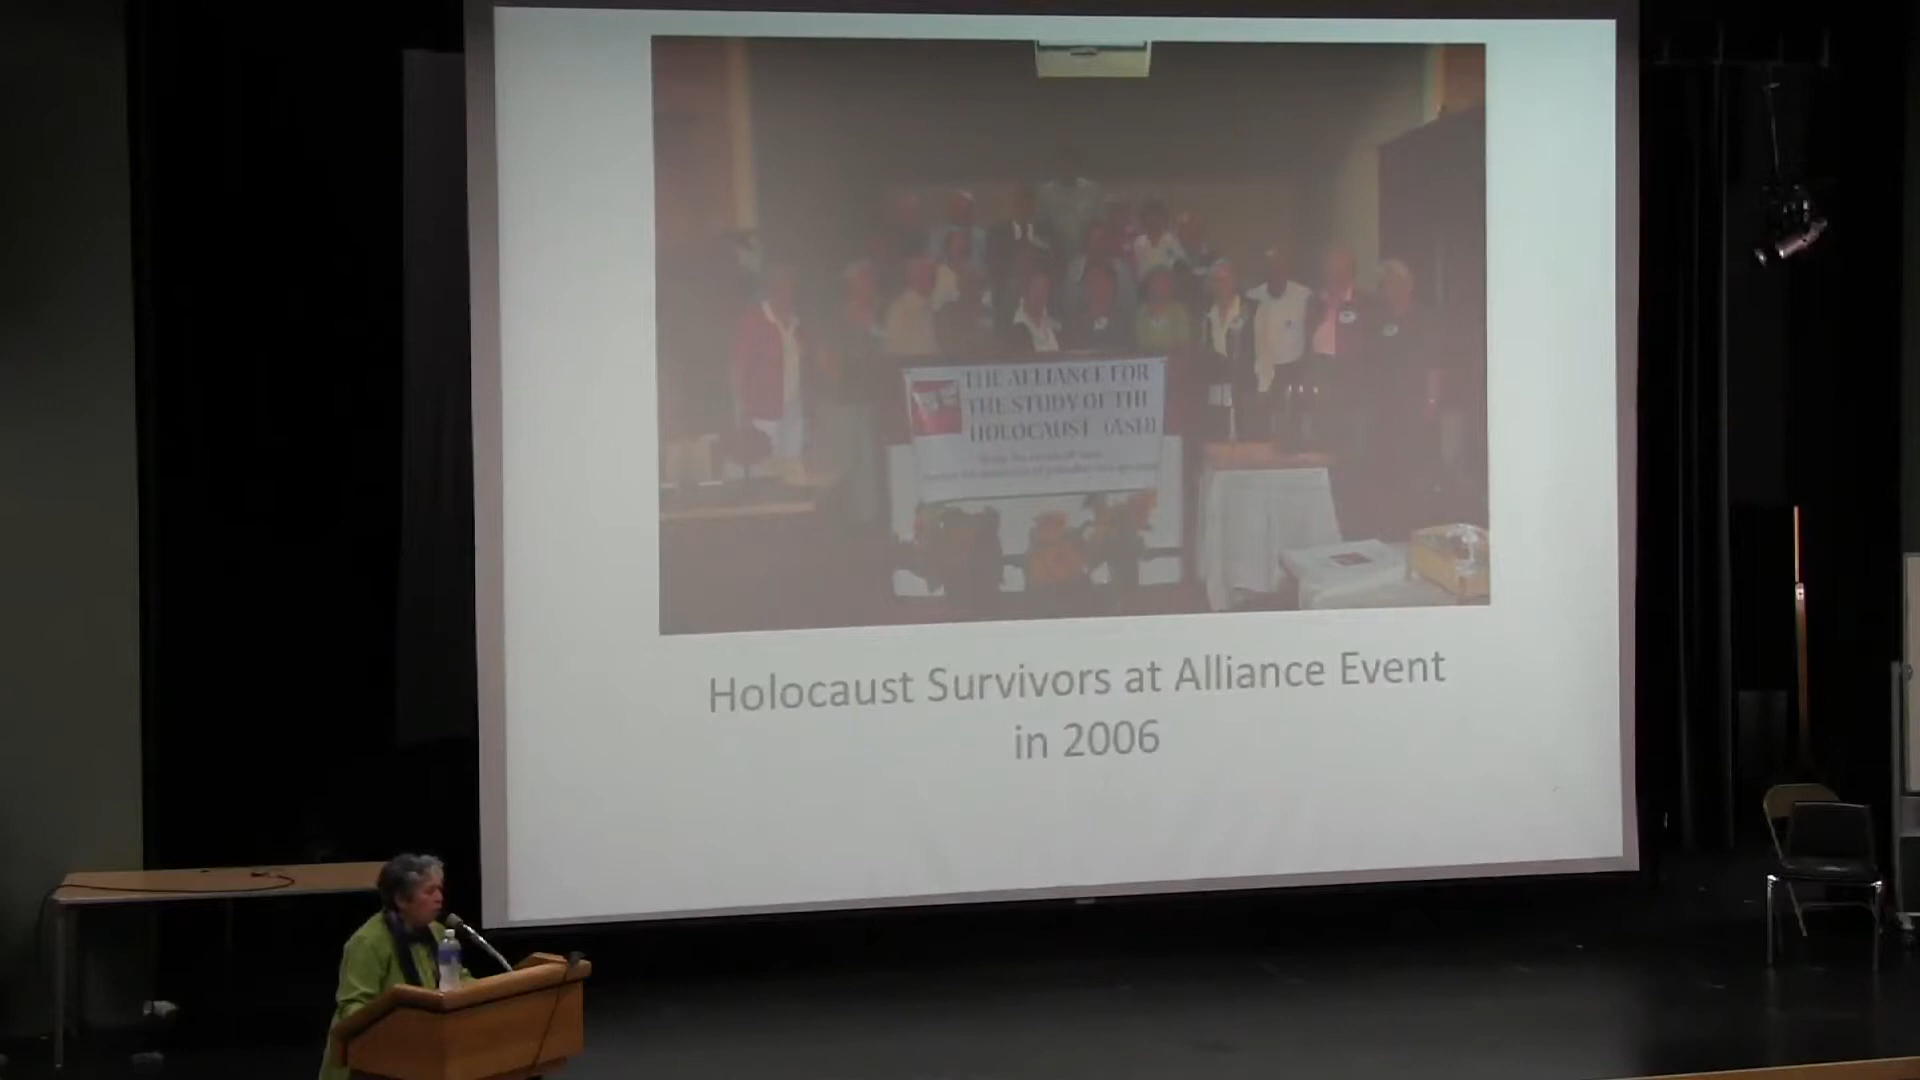 THE ALLIANCE FOR
THE STUDY OF THE
HOLOCAUST (ASH)
Holocaust Survivors at Alliance Event
in 2006